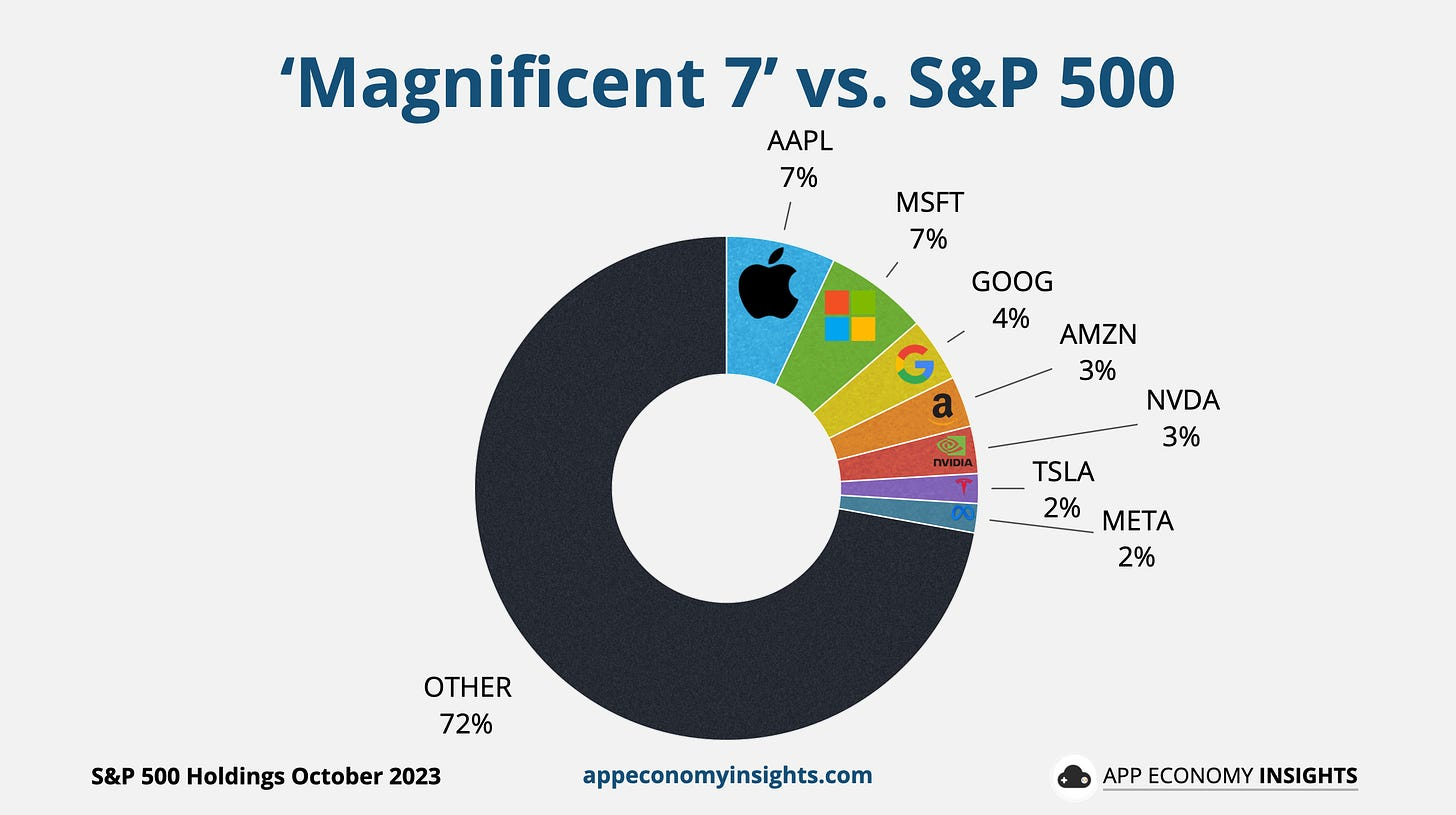 ‘Magnificent 7’ vs. S&P 500
AAPL
7%
MSFT
7%
GOOG
4%
AMZN
3%
NVDA
3%
TSLA
2%
META
2%
a
NVIDIA
OTHER
72%
S&P 500 Holdings October 2023
appeconomyinsights.com
APP ECONOMY INSIGHTS